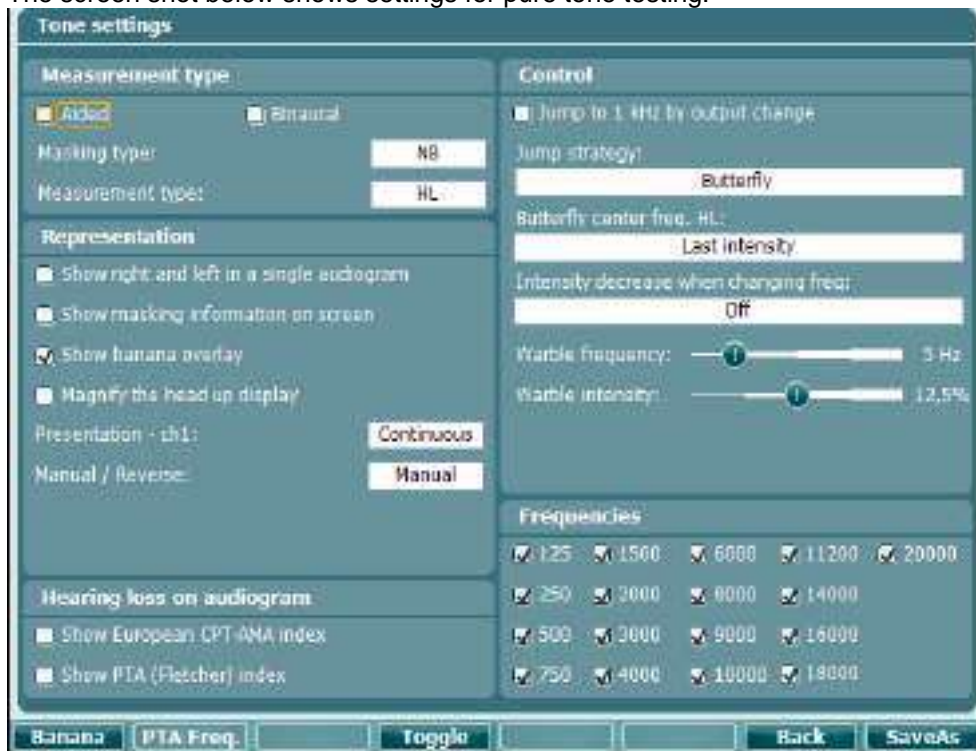 The screen shot below shows settings for pure tone testing.
Tone settings
Measurement type
Aided
Binaural
Masking type:
NB
Measurement type:
HL
Representation
Show right and left in a single audiogram
Show masking information on screen
Show banana overlay
Magnify the head up display
Presentation - ch1:
Continuous
Manual / Reverse:
Manual
Hearing loss on audiogram
Show European CPT-AMA index
Show PTA (Fletcher) index
Control
Jump to 1 kHz by output change
Jump strategy:
Butterfly
Butterfly center freq. HL:
Last intensity
Intensity decrease when changing freq:
Off
Warble frequency:
5 Hz
Warble intensity:
12,5%
Frequencies
125 1500 6000 11200 20000
250 2000 8000 14000
500 3000 9000 16000
750 4000 10000 18000
Banana PTA Freq. Toggle Back SaveAs